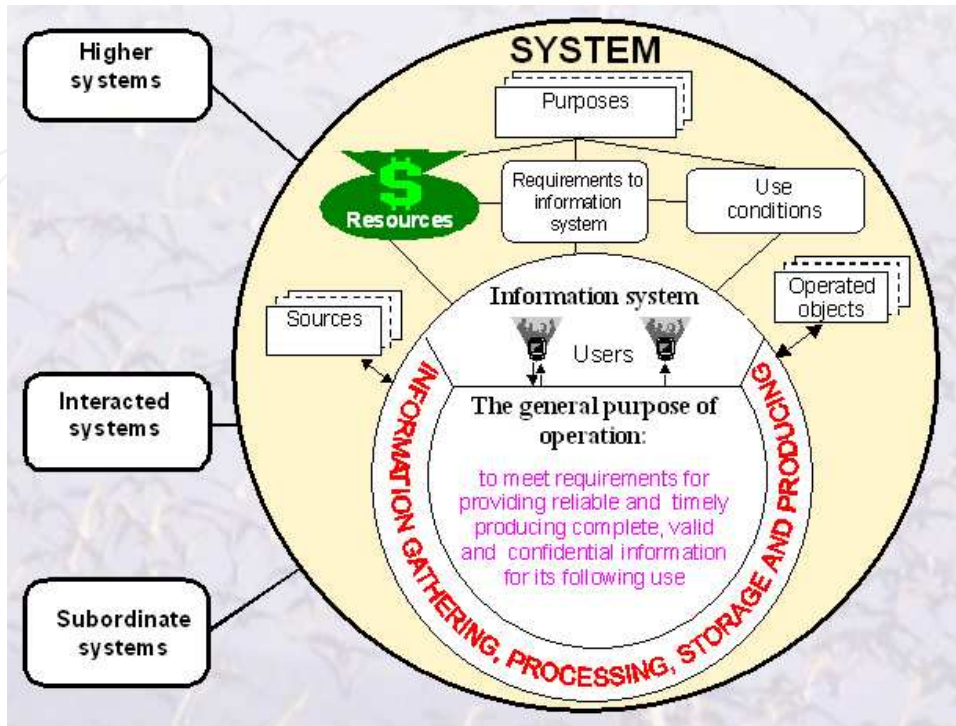 Higher
systems
SYSTEM
Purposes
$
Resources
Requirements to
information
system
Use
conditions
Sources
Information system
Operated
objects
Users
Interacted
systems
The general purpose of
operation:
to meet requirements for
providing reliable and timely
producing complete, valid
and confidential information
for its following use
INFORMATION GATHERING, PROCESSING, STORAGE AND PRODUCING
Subordinate
systems